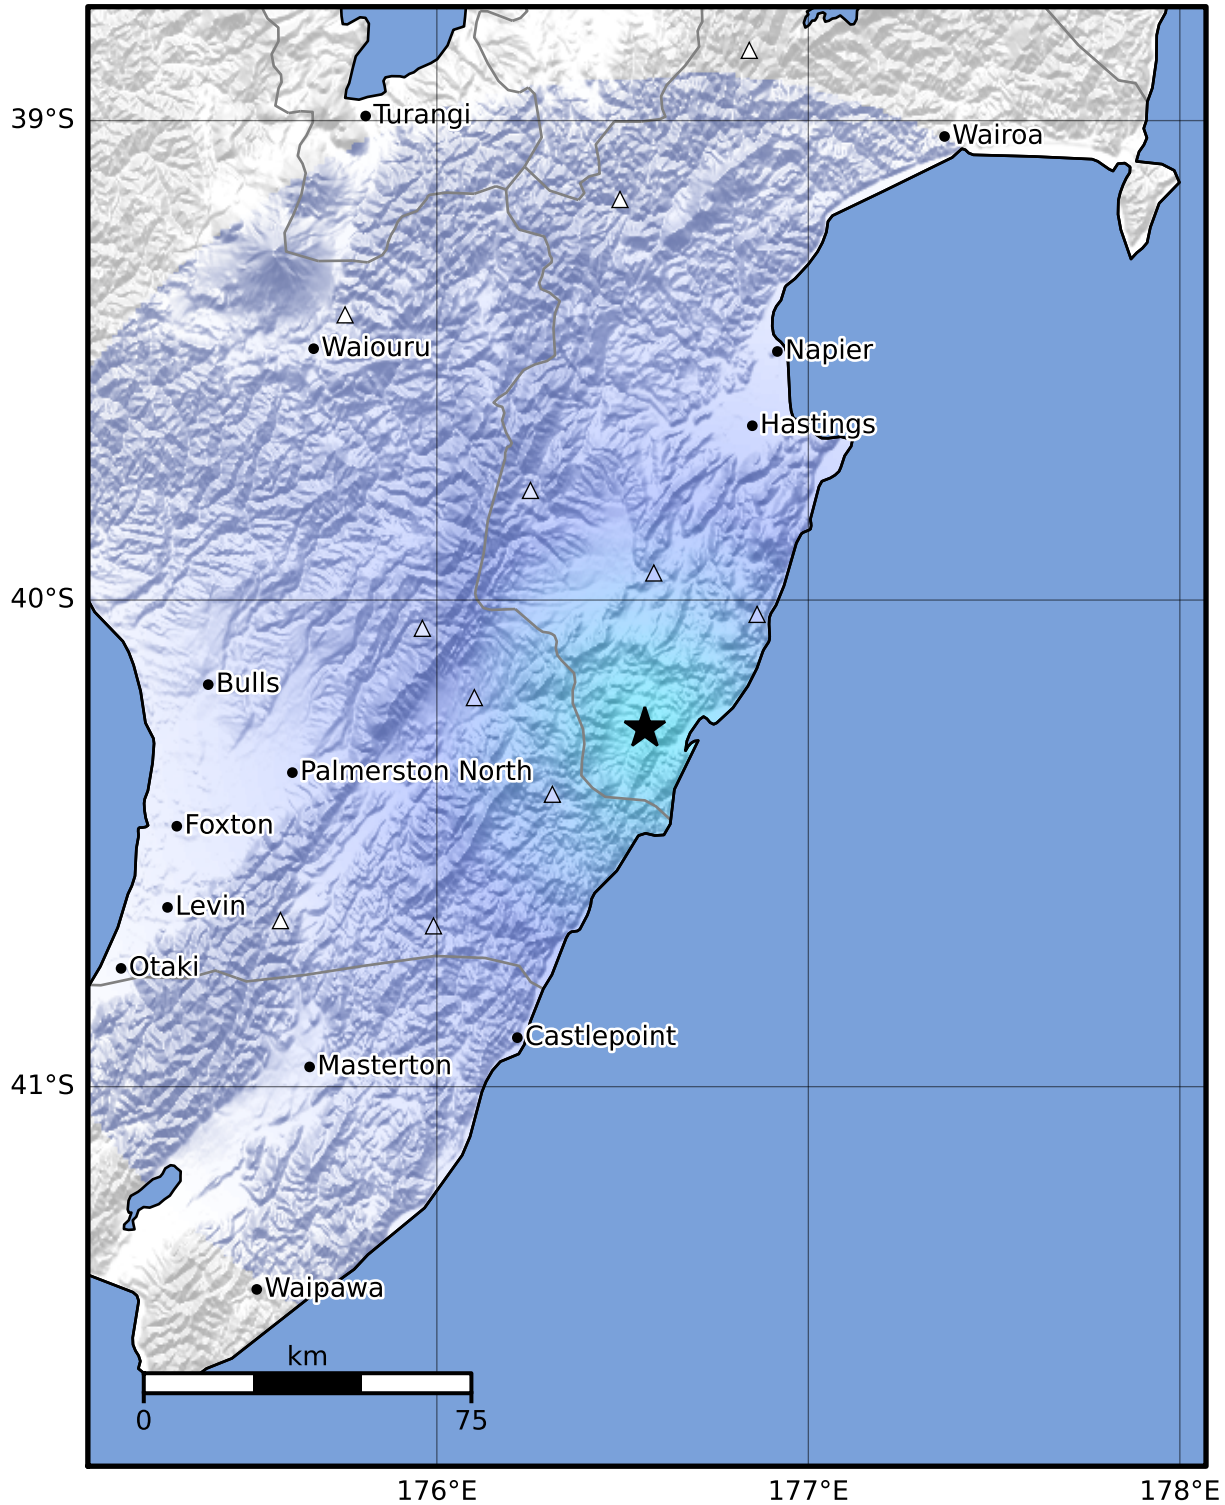 39°S
Turangi
Wairoa
Waiouru
Napier
Hastings
40°S
Bulls
Palmerston North
Foxton
Levin
Otaki
Castlepoint
Masterton
41°S
Waipawa
km
0
75
176°E
177°E
178°E